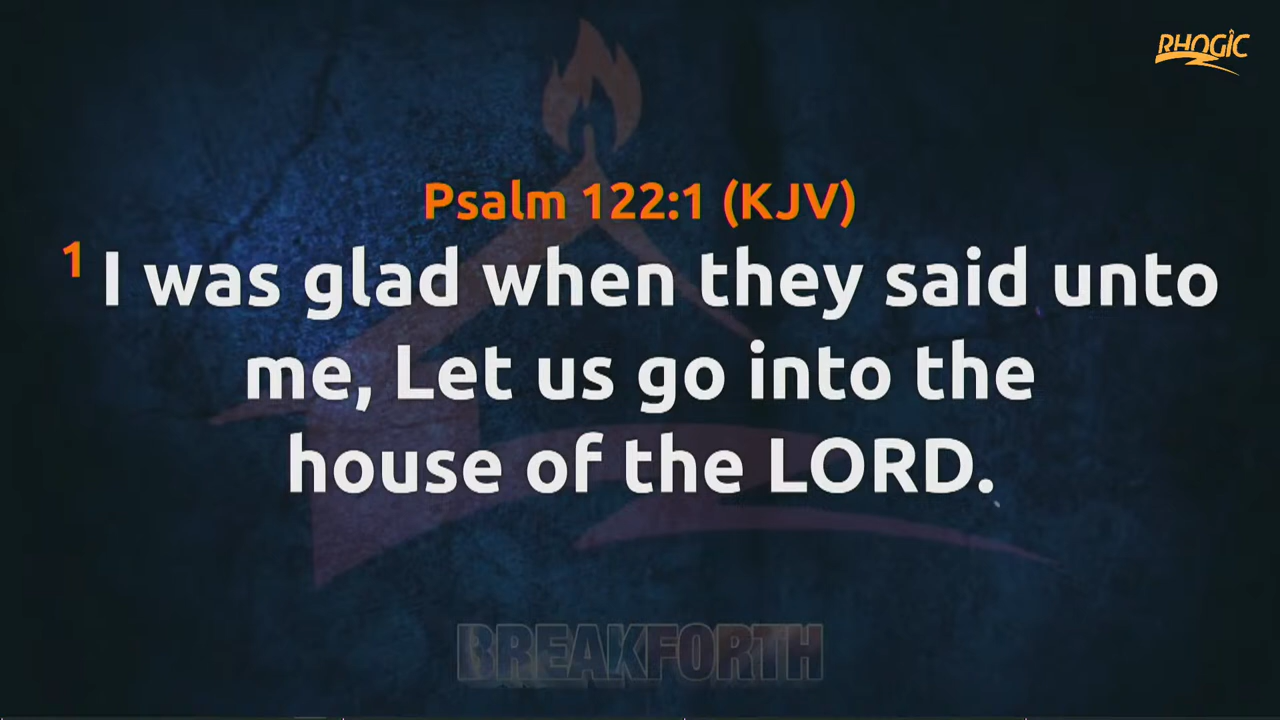 RHOGIC
Psalm 122:1 (KJV)
1 I was glad when they said unto
me, Let us go into the
house of the LORD.
BREAKFORTH